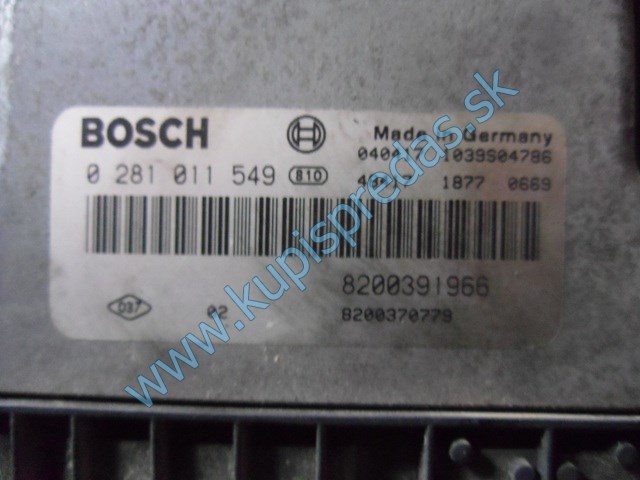 BOSCH
Made in Germany
040417 1039S04786
0 281 011 549 810
1877 0669
8200391966
D37 02 8200370779
www.kupispredas.sk